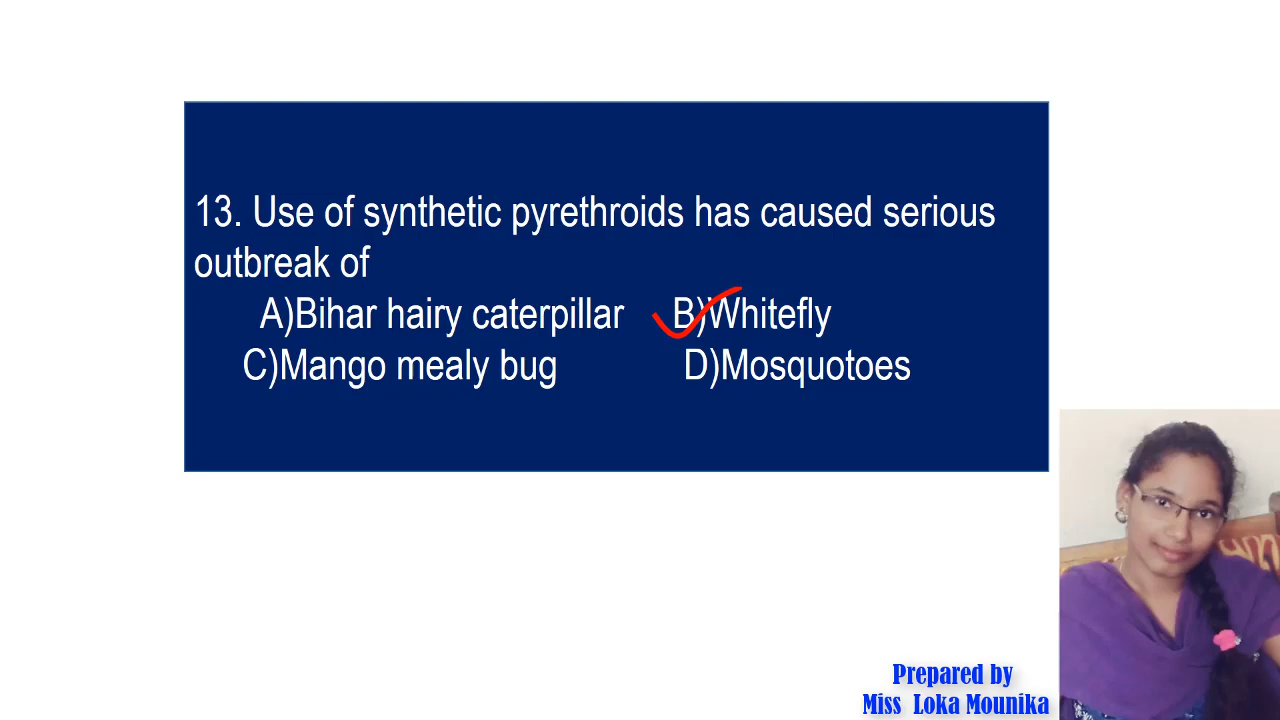 13. Use of synthetic pyrethroids has caused serious
outbreak of
A)Bihar hairy caterpillar B)Whitefly
C)Mango mealy bug D)Mosquotoes
Prepared by
Miss Loka Mounika